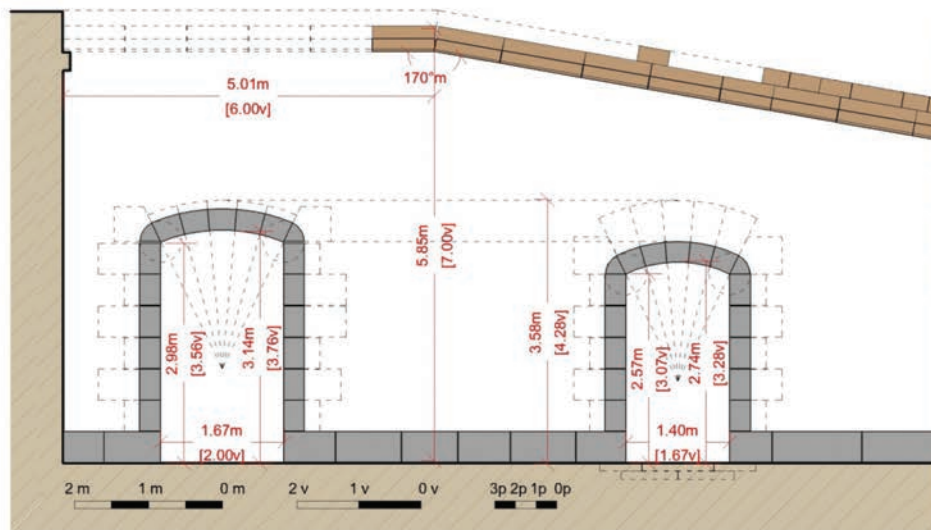 5.01m
[6.00v]
170°m
5.85m
[7.00v]
3.58m
[4.28v]
2.98m
[3.56v]
3.14m
[3.76v]
1.67m
[2.00v]
2.57m
[3.07v]
2.74m
[3.28v]
1.40m
[1.67v]
2 m 1 m 0 m
2 v 1 v 0 v
3p 2p 1p 0p